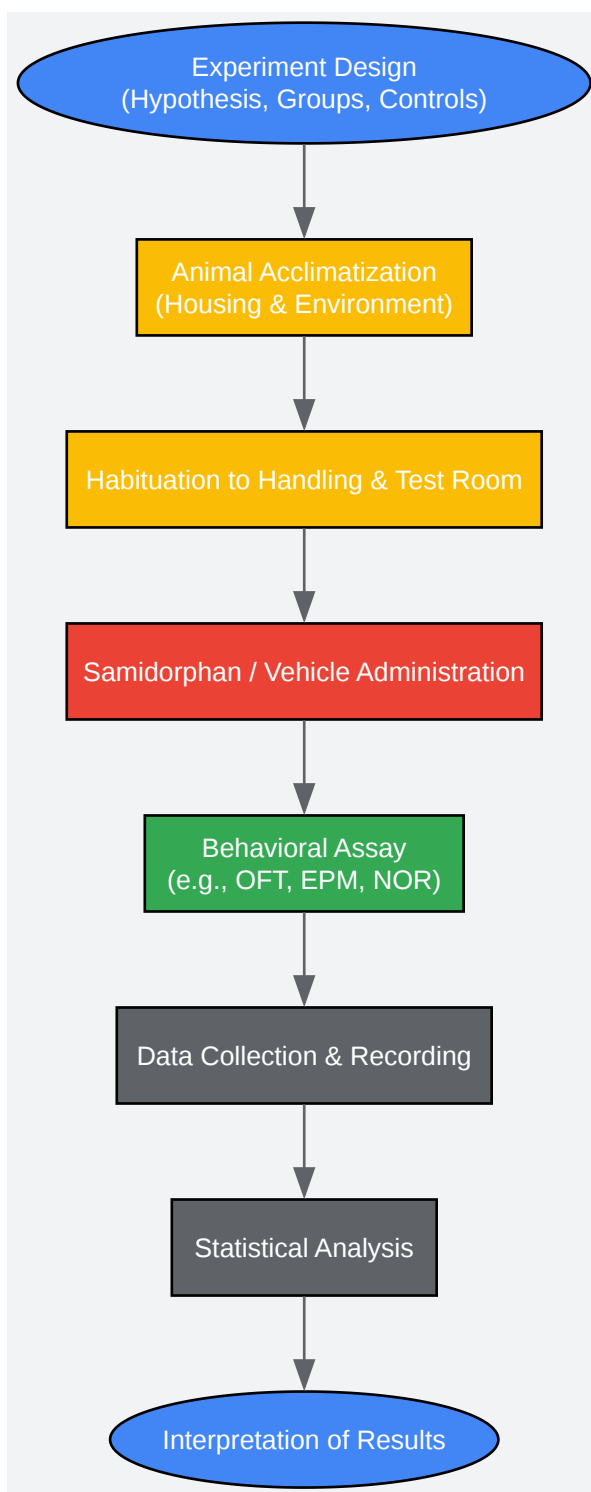 Experiment Design
(Hypothesis, Groups, Controls)
Animal Acclimatization
(Housing & Environment)
Habituation to Handling & Test Room
Samidorphan / Vehicle Administration
Behavioral Assay
(e.g., OFT, EPM, NOR)
Data Collection & Recording
Statistical Analysis
Interpretation of Results